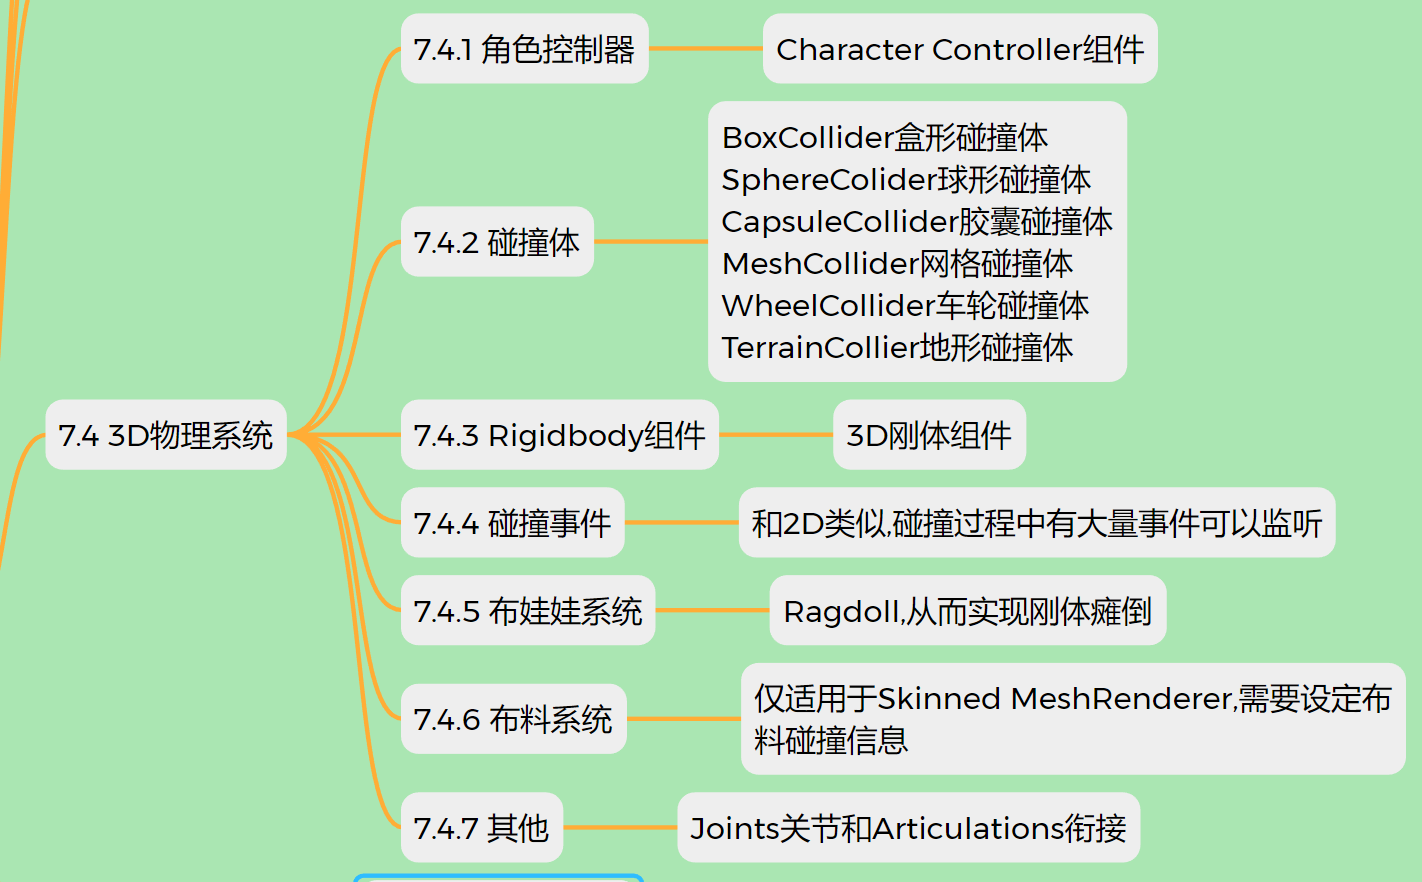 7.4 3D物理系统
7.4.1 角色控制器
Character Controller组件
7.4.2 碰撞体
BoxCollider盒形碰撞体
SphereColider球形碰撞体
CapsuleCollider胶囊碰撞体
MeshCollider网格碰撞体
WheelCollider车轮碰撞体
TerrainCollier地形碰撞体
7.4.3 Rigidbody组件
3D刚体组件
7.4.4 碰撞事件
和2D类似,碰撞过程中有大量事件可以监听
7.4.5 布娃娃系统
Ragdoll,从而实现刚体瘫倒
7.4.6 布料系统
仅适用于Skinned MeshRenderer,需要设定布
料碰撞信息
7.4.7 其他
Joints关节和Articulations衔接